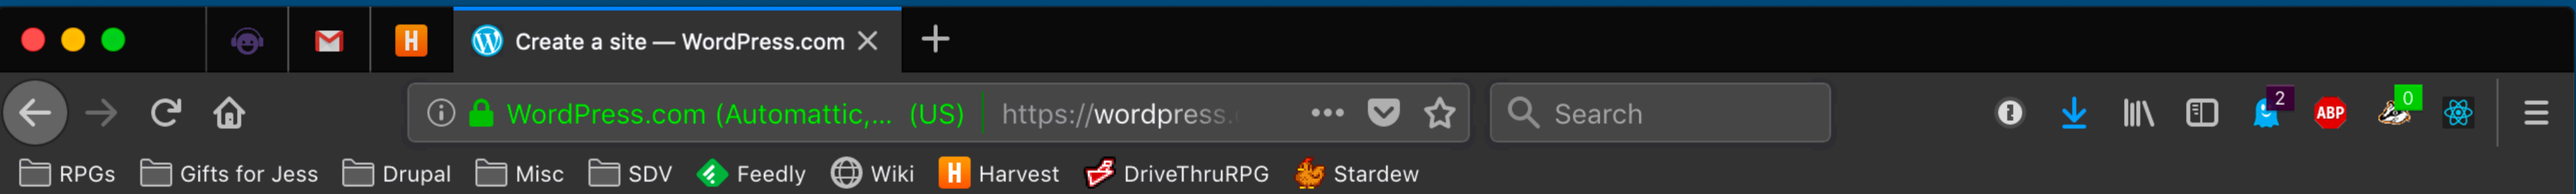 H Create a site — WordPress.com
WordPress.com (Automattic,... (US) https://wordpress. Search 2 ABP 0
RPGs Gifts for Jess Drupal Misc SDV Feedly Wiki H Harvest DriveThruRPG Stardew